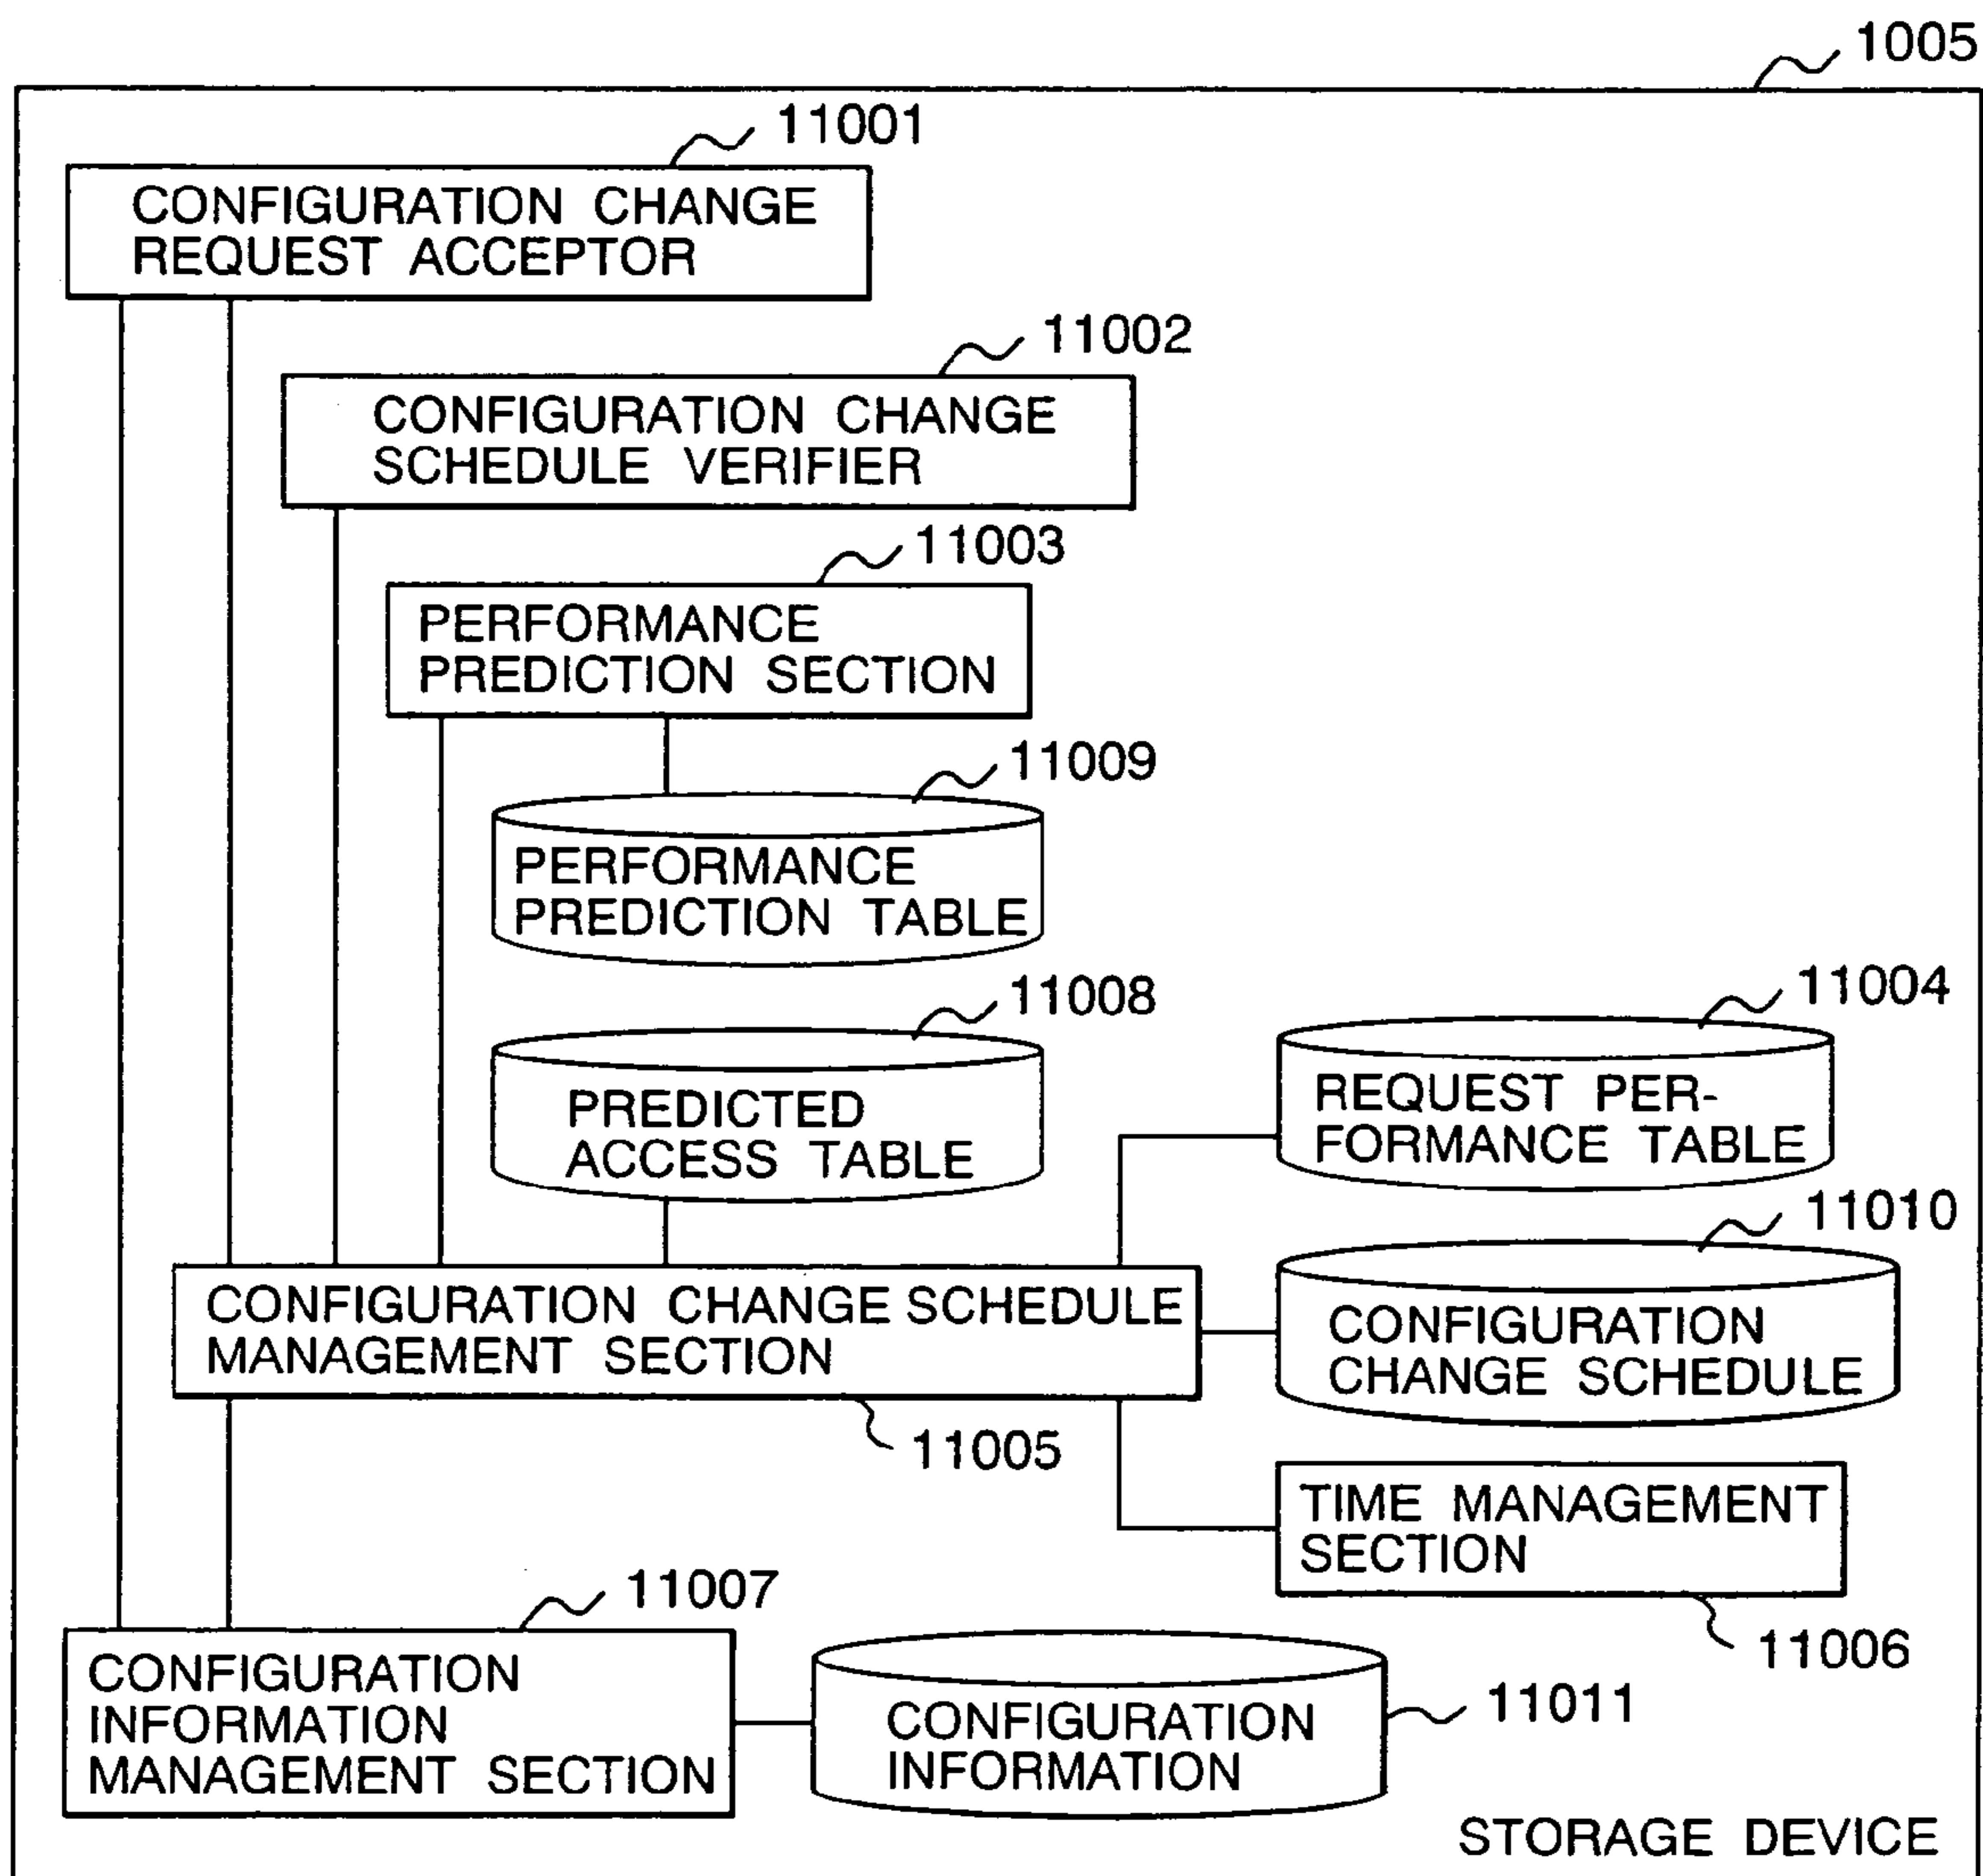 1005
11001
CONFIGURATION CHANGE
REQUEST ACCEPTOR
11002
CONFIGURATION CHANGE
SCHEDULE VERIFIER
11003
PERFORMANCE
PREDICTION SECTION
11009
PERFORMANCE
PREDICTION TABLE
11008
PREDICTED
ACCESS TABLE
11004
REQUEST PER-
FORMANCE TABLE
11010
CONFIGURATION CHANGE SCHEDULE
MANAGEMENT SECTION
11005
CONFIGURATION
CHANGE SCHEDULE
TIME MANAGEMENT
SECTION
11006
11007
CONFIGURATION
INFORMATION
MANAGEMENT SECTION
CONFIGURATION
INFORMATION
11011
STORAGE DEVICE